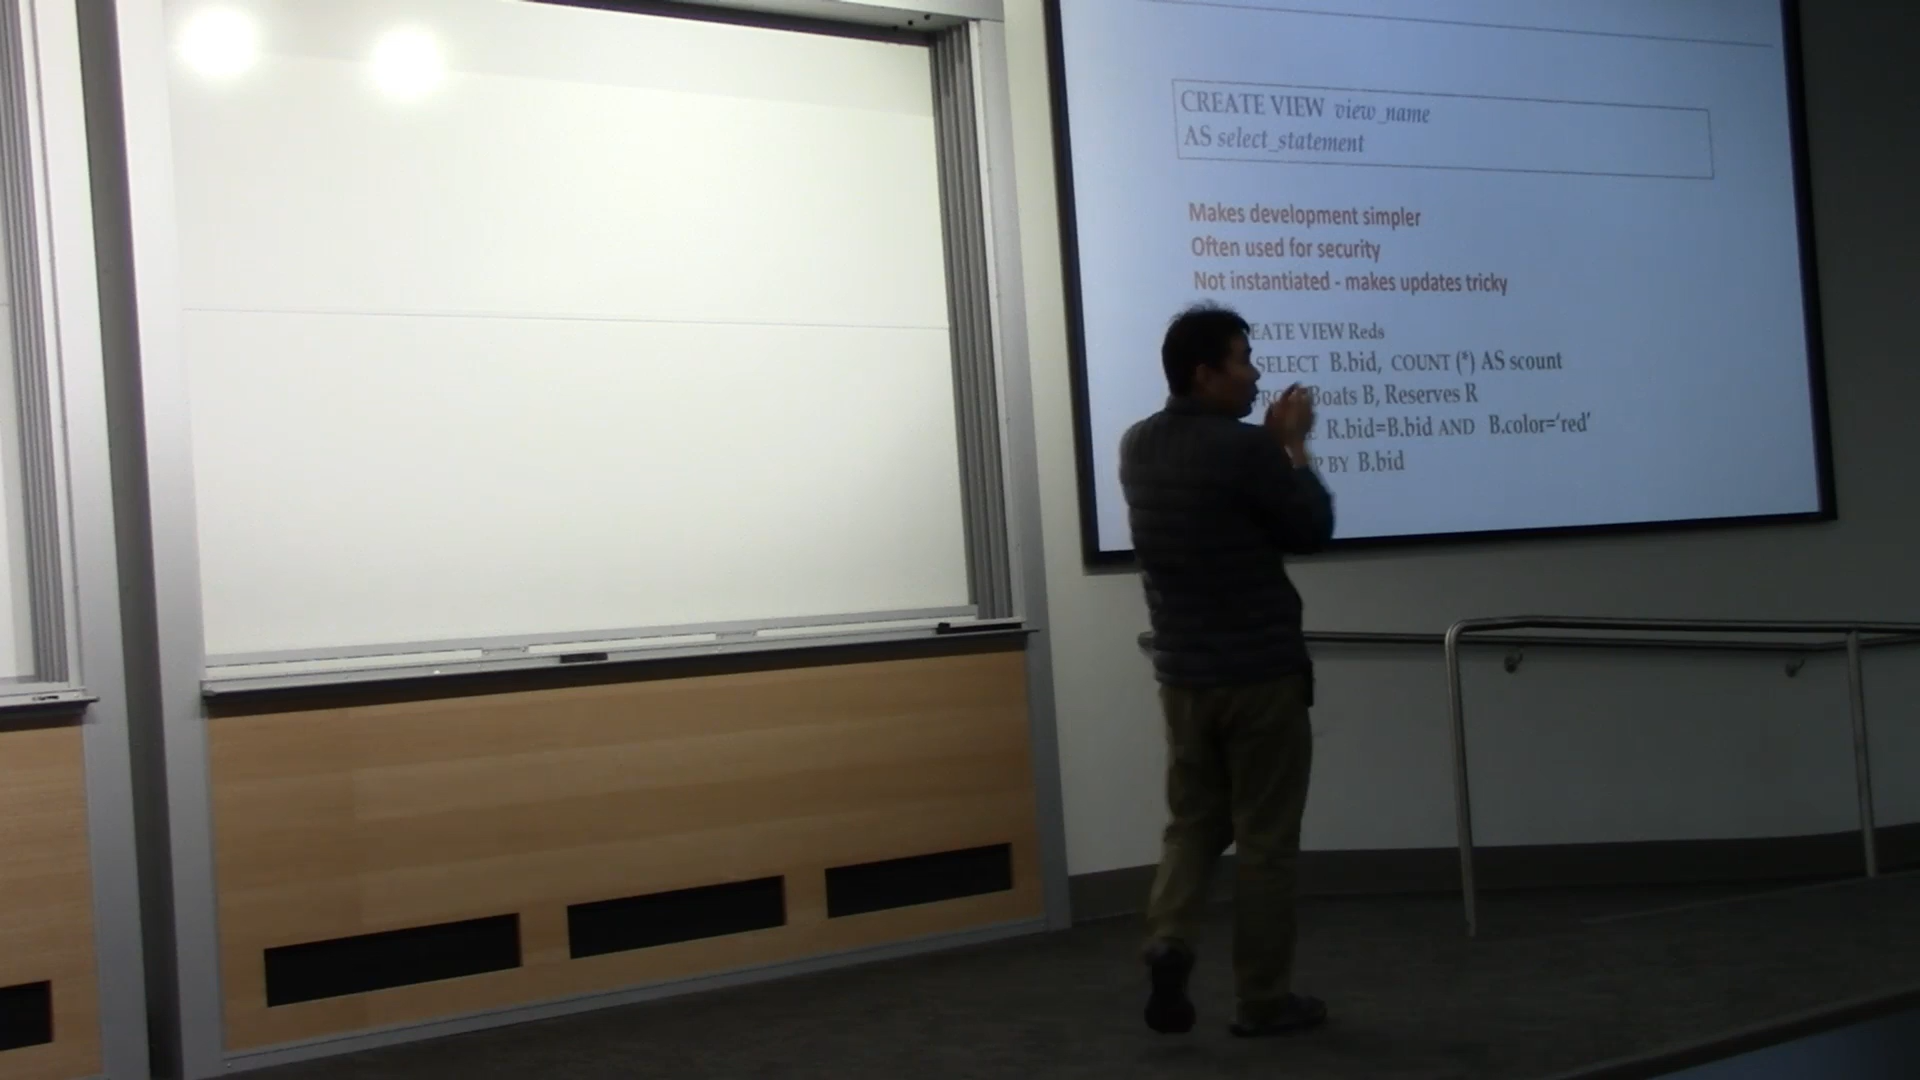 CREATE VIEW view_name
AS select_statement
Makes development simpler
Often used for security
Not instantiated - makes updates tricky
VIEW Reds
SELECT B.bid, COUNT (*) AS scount
Boats B, Reserves R
R.bid=B.bid AND B.color=‘red’
BY B.bid